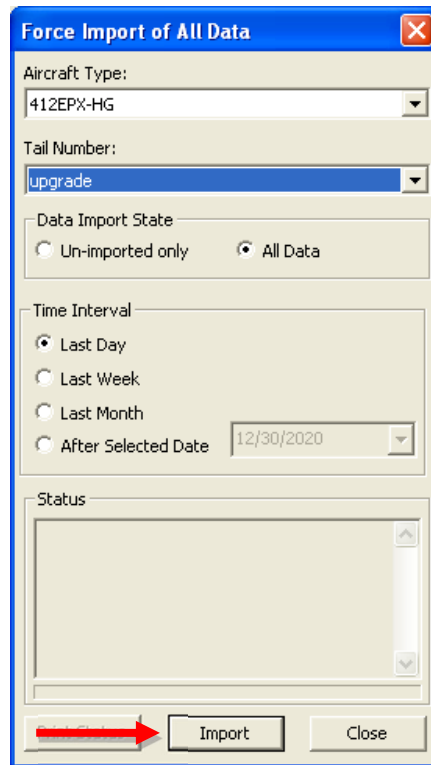 Force Import of All Data
Aircraft Type:
412EPX-HG
Tail Number:
upgrade
Data Import State
Un-imported only All Data
Time Interval
Last Day
Last Week
Last Month
After Selected Date 12/30/2020
Status
Import Close